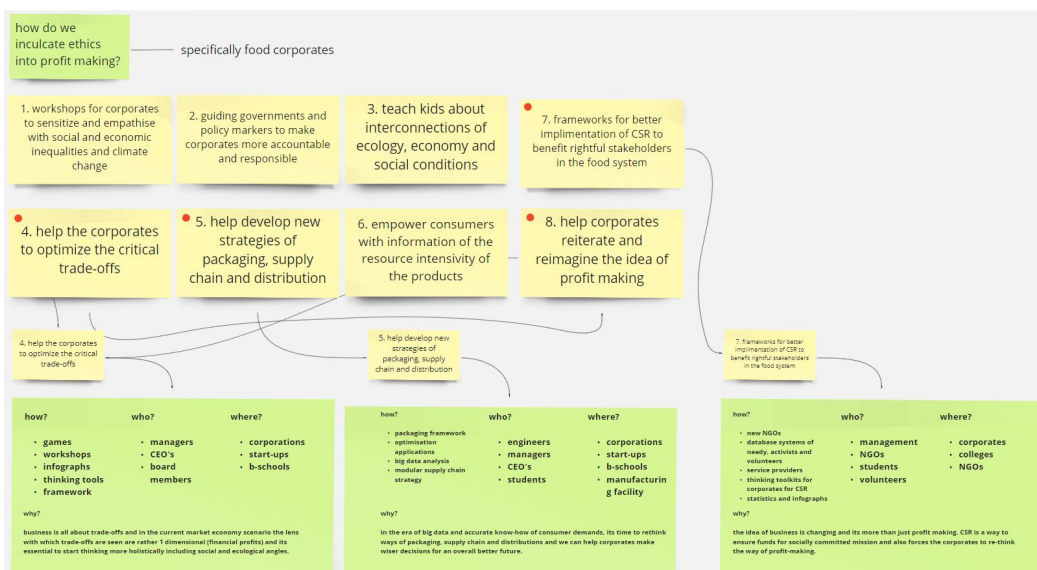 how do we
inculcate ethics
into profit making?
specifically food corporates
1. workshops for corporates
to sensitize and empathise
with social and economic
inequalities and climate
change
2. guiding governments and
policy markers to make
corporates more accountable
and responsible
3. teach kids about
interconnections of
ecology, economy and
social conditions
7. frameworks for better
implimentation of CSR to
benefit rightful stakeholders
in the food system
4. help the corporates
to optimize the critical
trade-offs
5. help develop new
strategies of
packaging, supply
chain and distribution
6. empower consumers
with information of the
resource intensivity of
the products
8. help corporates
reiterate and
reimagine the idea of
profit making
4. help the corporates
to optimize the critical
trade-offs
5. help develop new
strategies of
packaging, supply
chain and distribution
7. frameworks for better
implimentation of CSR to
benefit rightful stakeholders
in the food system
how?
• games
• workshops
• infographs
• thinking tools
• framework
who?
• managers
• CEO's
• board
members
where?
• corporations
• start-ups
• b-schools
why?
business is all about trade-offs and in the current market economy scenario the lens
with which trade-offs are seen are rather 1 dimensional (financial profits) and its
essential to start thinking more holistically including social and ecological angles.
how?
• packaging framework
• optimisation
applications
• big data analysis
• modular supply chain
strategy
who?
• engineers
• managers
• CEO's
• students
where?
• corporations
• start-ups
• b-schools
• manufacturin
g facility
why?
in the era of big data and accurate know-how of consumer demands, its time to rethink
ways of packaging, supply chain and distributions and we can help corporates make
wiser decisions for an overall better future.
how?
• new NGOs
• database systems of
needy, activists and
volunteers
• service providers
• thinking toolkits for
corporates for CSR
• statistics and infographs
who?
• management
• NGOs
• students
• volunteers
where?
• corporates
• colleges
• NGOs
why?
the idea of business is changing and its more than just profit making. CSR is a way to
ensure funds for socially committed mission and also forces the corporates to re-think
the way of profit-making.